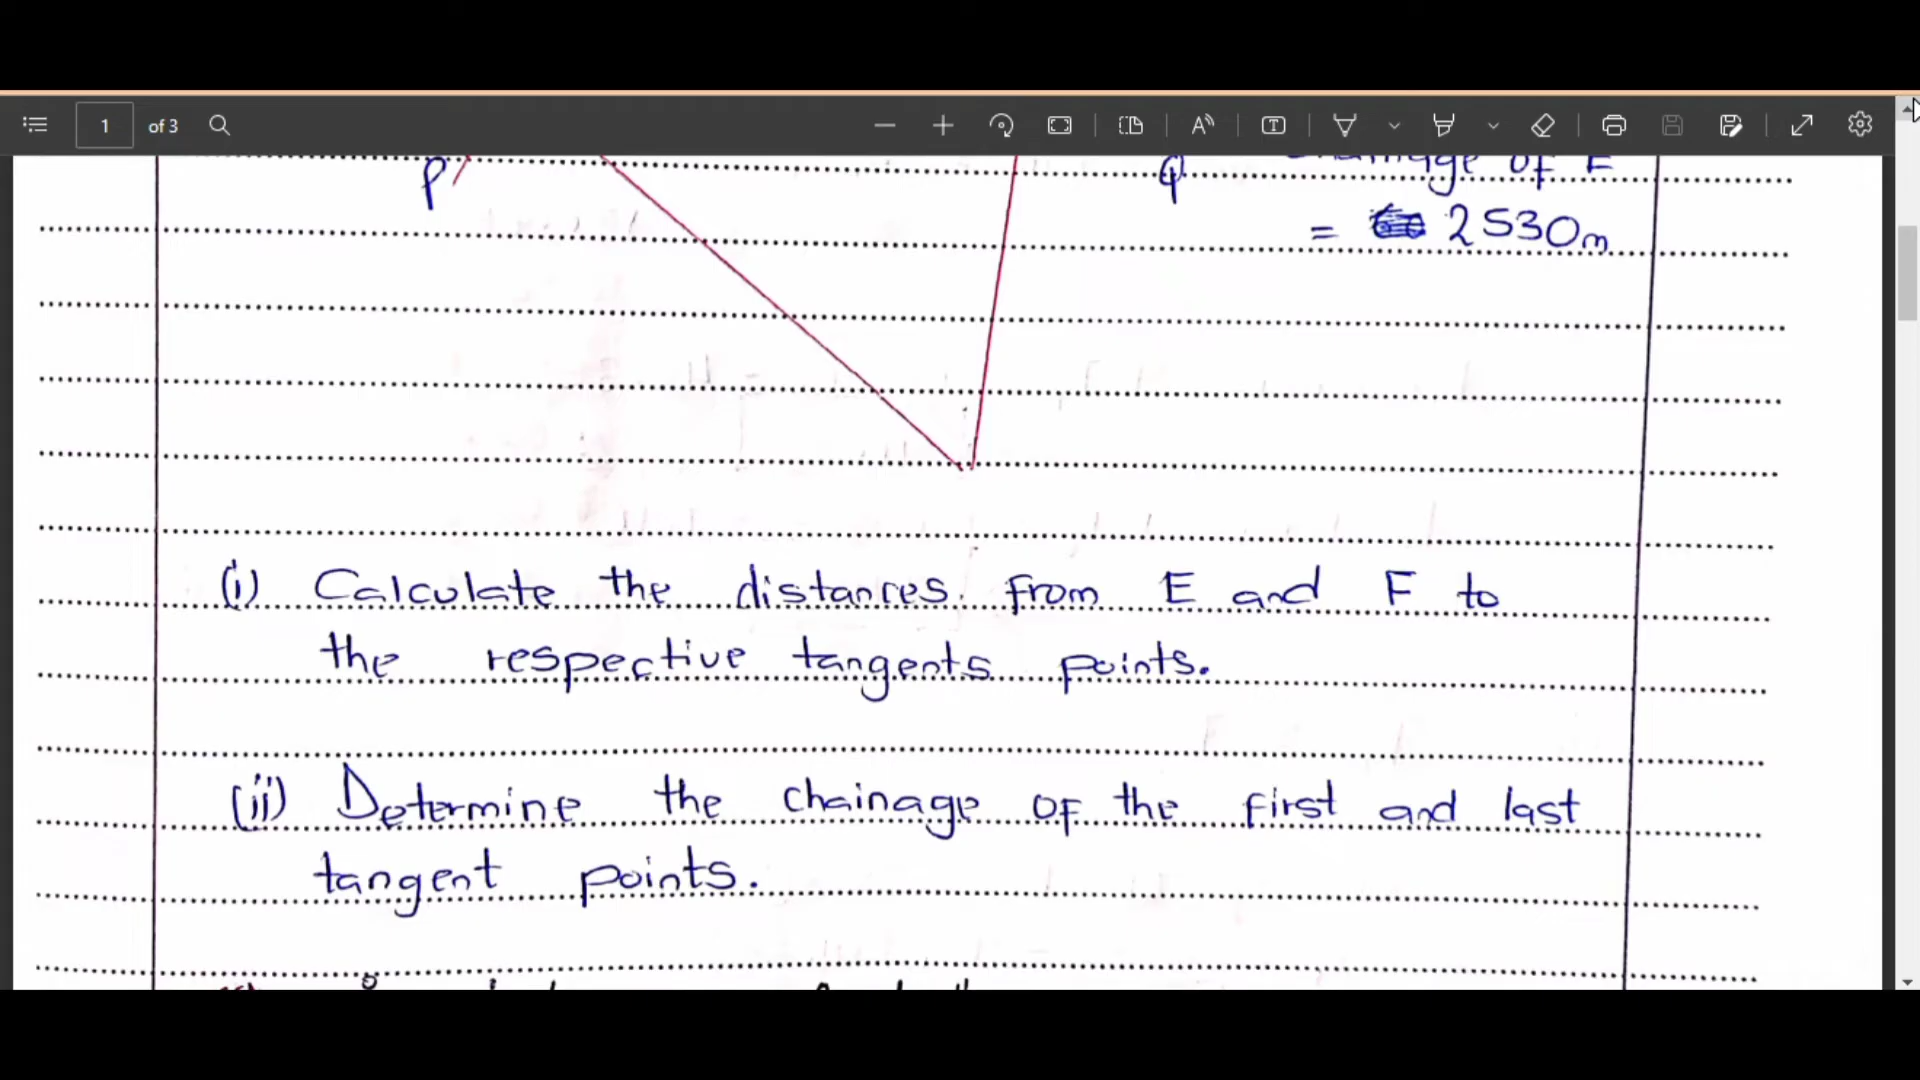 1 of 3
P
Q
of E
= 2530m
(i) Calculate the distances from E and F to
the respective tangents points.
(ii) Determine the chainage of the first and last
tangent points.